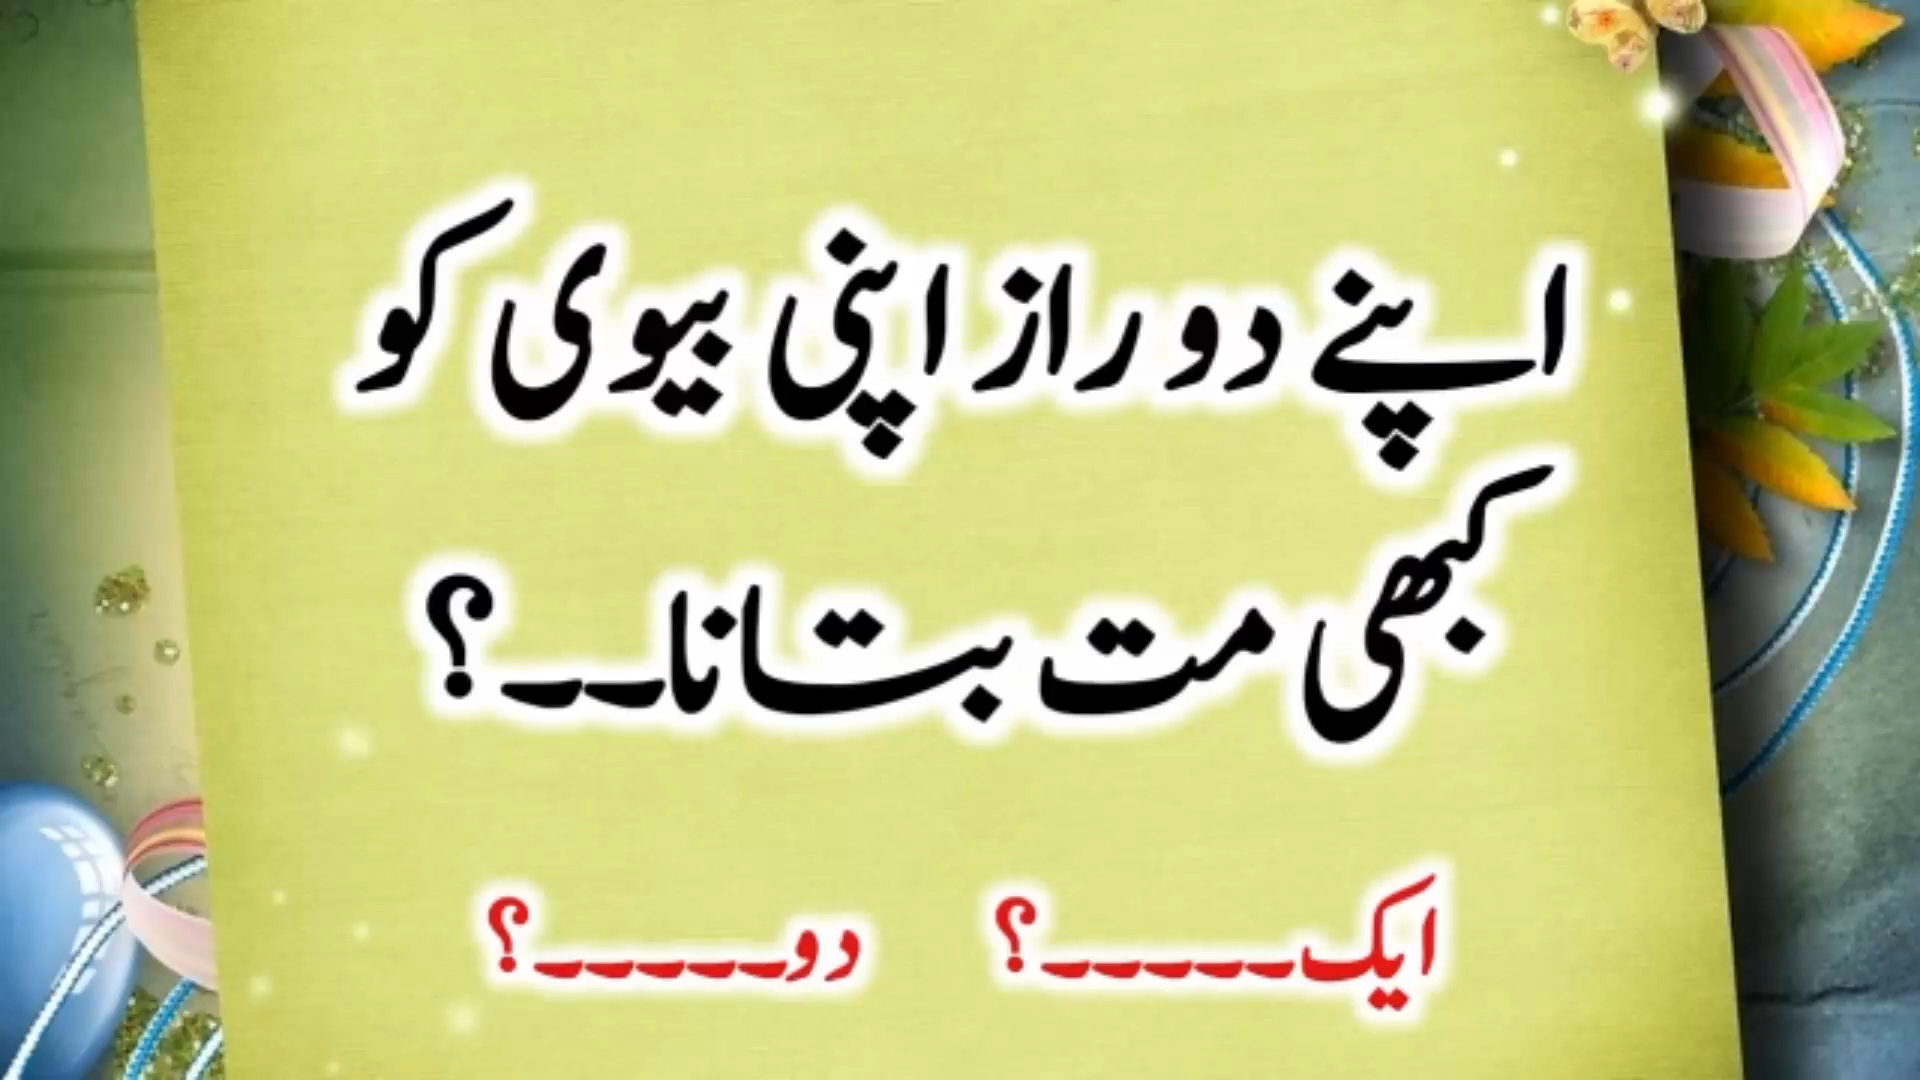 اپنے دو راز اپنی بیوی کو
کبھی مت بتانا۔۔؟
ایک۔۔۔۔۔؟ دو۔۔۔۔۔؟